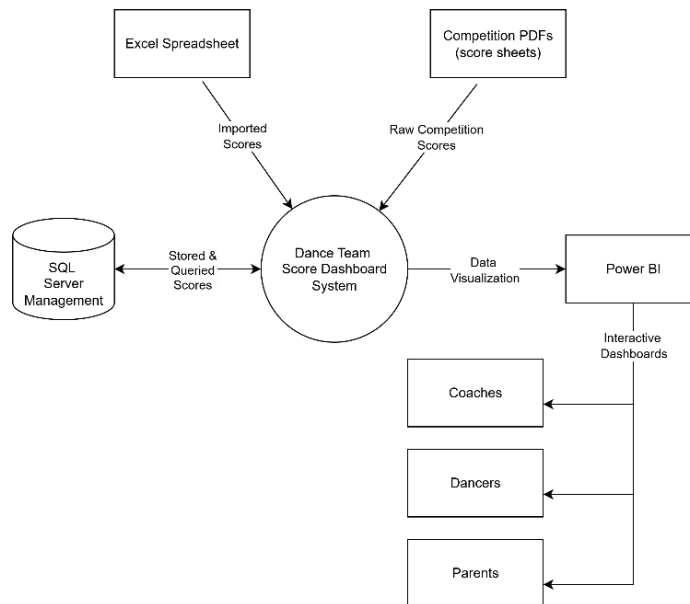 Excel Spreadsheet
Competition PDFs
(score sheets)
Imported
Scores
Raw Competition
Scores
SQL
Server
Management
Stored &
Queried
Scores
Dance Team
Score Dashboard
System
Data
Visualization
Power BI
Interactive
Dashboards
Coaches
Dancers
Parents